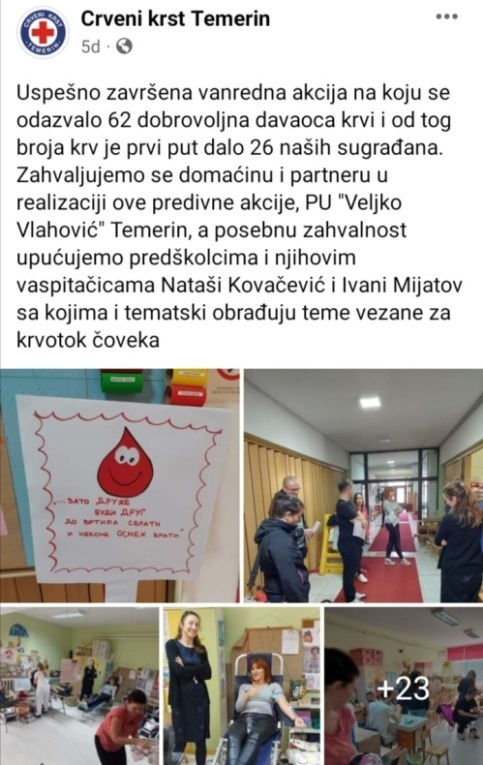 Crveni krst Temerin
5d
Uspešno završena vanredna akcija na koju se
odazvalo 62 dobrovoljna davaoca krvi i od tog
broja krv je prvi put dalo 26 naših sugrađana.
Zahvaljujemo se domaćinu i partneru u
realizaciji ove predivne akcije, PU "Veljko
Vlahović" Temerin, a posebnu zahvalnost
upućujemo predškolcima i njihovim
vaspitačicama Nataši Kovačević i Ivani Mijatov
sa kojima i tematski obrađuju teme vezane za
krvotok čoveka
"...ЗАТО ДРУЖЕ
БУДИ ДРУГ
ДО ВРТИЋА СВРАТИ
И НЕКОМЕ ОСМЕХ ВРАТИ"
+23